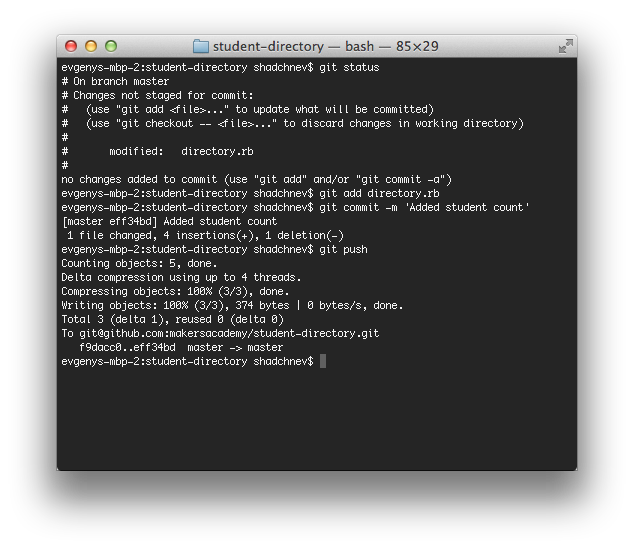 student-directory — bash — 85×29
evgenys-mbp-2:student-directory shadchnev$ git status
# On branch master
# Changes not staged for commit:
#   (use "git add <file>..." to update what will be committed)
#   (use "git checkout -- <file>..." to discard changes in working directory)
#
#       modified:   directory.rb
#
no changes added to commit (use "git add" and/or "git commit -a")
evgenys-mbp-2:student-directory shadchnev$ git add directory.rb
evgenys-mbp-2:student-directory shadchnev$ git commit -m 'Added student count'
[master eff34bd] Added student count
 1 file changed, 4 insertions(+), 1 deletion(-)
evgenys-mbp-2:student-directory shadchnev$ git push
Counting objects: 5, done.
Delta compression using up to 4 threads.
Compressing objects: 100% (3/3), done.
Writing objects: 100% (3/3), 374 bytes | 0 bytes/s, done.
Total 3 (delta 1), reused 0 (delta 0)
To git@github.com:makersacademy/student-directory.git
   f9dacc0..eff34bd  master -> master
evgenys-mbp-2:student-directory shadchnev$